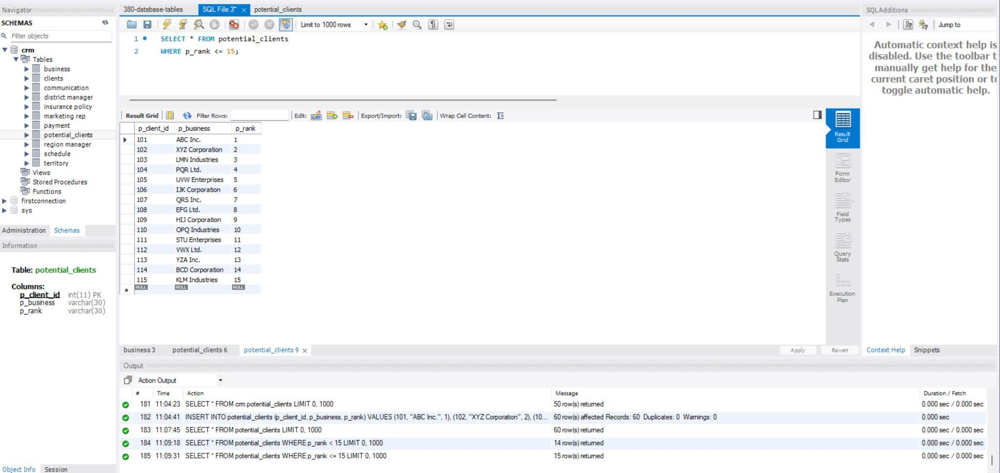 Navigator
SCHEMAS
Filter objects
crm
Tables
business
clients
communication
district manager
insurance policy
marketing rep
payment
potential_clients
region manager
schedule
territory
Views
Stored Procedures
Functions
firstconnection
sys
Administration Schemas
Information
Table: potential_clients
Columns:
p_client_id int(11) PK
p_business varchar(30)
p_rank varchar(30)
Object Info Session
380-database-tables SQL File 3* potential_clients
Limit to 1000 rows
1 SELECT * FROM potential_clients
2 WHERE p_rank <= 15;
Result Grid Filter Rows: Edit: Export/Import: Wrap Cell Content:
p_client_id p_business p_rank
101 ABC Inc. 1
102 XYZ Corporation 2
103 LMN Industries 3
104 PQR Ltd. 4
105 UVW Enterprises 5
106 IJK Corporation 6
107 QRS Inc. 7
108 EFG Ltd. 8
109 HIJ Corporation 9
110 OPQ Industries 10
111 STU Enterprises 11
112 VWX Ltd. 12
113 YZA Inc. 13
114 BCD Corporation 14
115 KLM Industries 15
NULL NULL NULL
Result
Grid
Form
Editor
Field
Types
Query
Stats
Execution
Plan
business 3 potential_clients 6 potential_clients 9
Apply Revert
Output
Action Output
# Time Action Message Duration / Fetch
181 11:04:23 SELECT * FROM crm.potential_clients LIMIT 0, 1000 50 row(s) returned 0.000 sec / 0.000 sec
182 11:04:41 INSERT INTO potential_clients (p_client_id, p_business, p_rank) VALUES (101, "ABC Inc.", 1), (102, "XYZ Corporation", 2), (10... 60 row(s) affected Records: 60 Duplicates: 0 Warnings: 0 0.000 sec
183 11:07:45 SELECT * FROM potential_clients LIMIT 0, 1000 60 row(s) returned 0.000 sec / 0.000 sec
184 11:09:18 SELECT * FROM potential_clients WHERE p_rank < 15 LIMIT 0, 1000 14 row(s) returned 0.000 sec / 0.000 sec
185 11:09:31 SELECT * FROM potential_clients WHERE p_rank <= 15 LIMIT 0, 1000 15 row(s) returned 0.000 sec / 0.000 sec
SQLAdditions
Jump to
Automatic context help is
disabled. Use the toolbar t
manually get help for the
current caret position or to
toggle automatic help.
Context Help Snippets